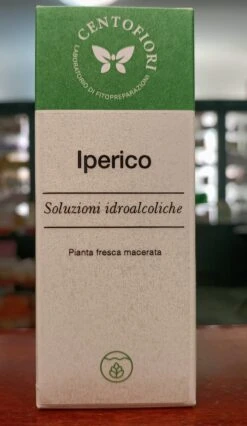 CENTOFIORI
LABORATORIO DI FITOPREPARAZIONI
Iperico
Soluzioni idroalcoliche
Pianta fresca macerata